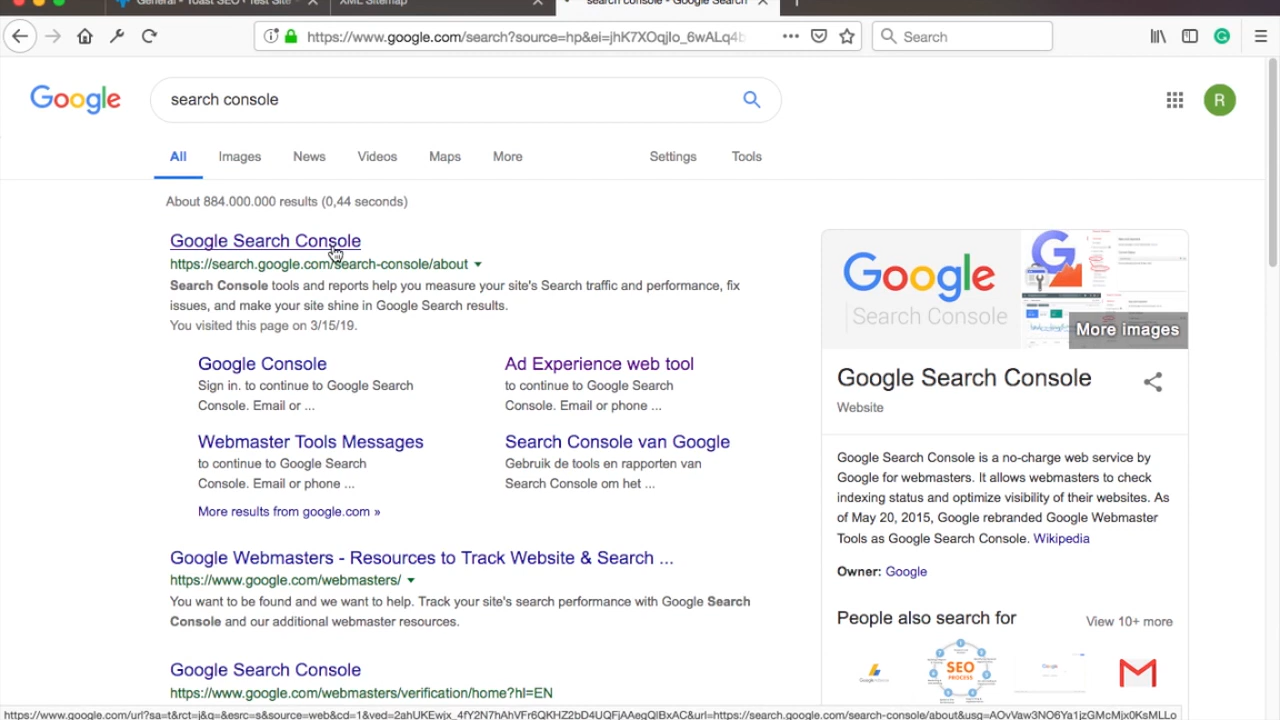 General - Yoast SEO ‹ Test Site -
XML Sitemap
search console - Google Search
https://www.google.com/search?source=hp&ei=jhK7XOqjIo_6wALq4b
Search
Google
search console
R
All
Images
News
Videos
Maps
More
Settings
Tools
About 884.000.000 results (0,44 seconds)
Google Search Console
https://search.google.com/search-console/about
Search Console tools and reports help you measure your site's Search traffic and performance, fix
issues, and make your site shine in Google Search results.
You visited this page on 3/15/19.
Google Console
Sign in. to continue to Google Search
Console. Email or ...
Ad Experience web tool
to continue to Google Search
Console. Email or phone ...
Webmaster Tools Messages
to continue to Google Search
Console. Email or phone ...
Search Console van Google
Gebruik de tools en rapporten van
Search Console om het ...
More results from google.com »
Google Webmasters - Resources to Track Website & Search ...
https://www.google.com/webmasters/
You want to be found and we want to help. Track your site's search performance with Google Search
Console and our additional webmaster resources.
Google Search Console
https://www.google.com/webmasters/verification/home?hl=EN
Google
Search Console
More images
Google Search Console
Website
Google Search Console is a no-charge web service by
Google for webmasters. It allows webmasters to check
indexing status and optimize visibility of their websites. As
of May 20, 2015, Google rebranded Google Webmaster
Tools as Google Search Console. Wikipedia
Owner: Google
People also search for
View 10+ more
SEO
PROCESS